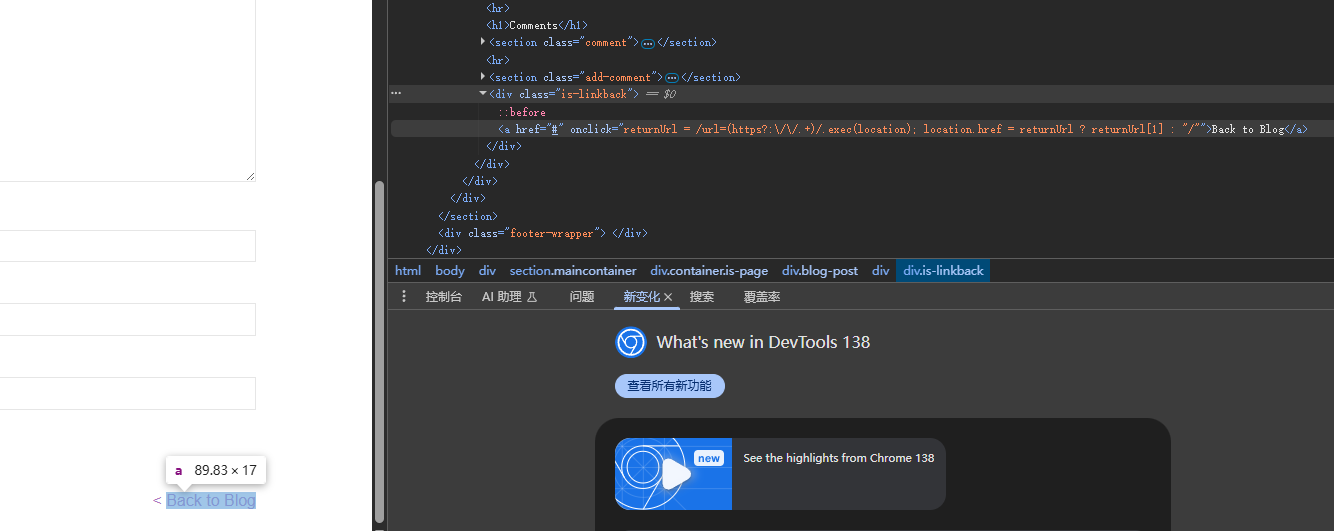 <hr>
<h1>Comments</h1>
<section class="comment">…</section>
<hr>
<section class="add-comment">…</section>
… <div class="is-linkback"> == $0
::before
<a href="#" onclick="returnUrl = /url=(https?:\/\/.+)/.exec(location); location.href = returnUrl ? returnUrl[1] : "/"">Back to Blog</a>
</div>
</div>
</div>
</div>
</section>
<div class="footer-wrapper"> </div>
</div>
html body div section.maincontainer div.container.is-page div.blog-post div div.is-linkback
控制台 AI 助理 问题 新变化 × 搜索 覆盖率
What's new in DevTools 138
查看所有新功能
new
See the highlights from Chrome 138
a 89.83 × 17
< Back to Blog